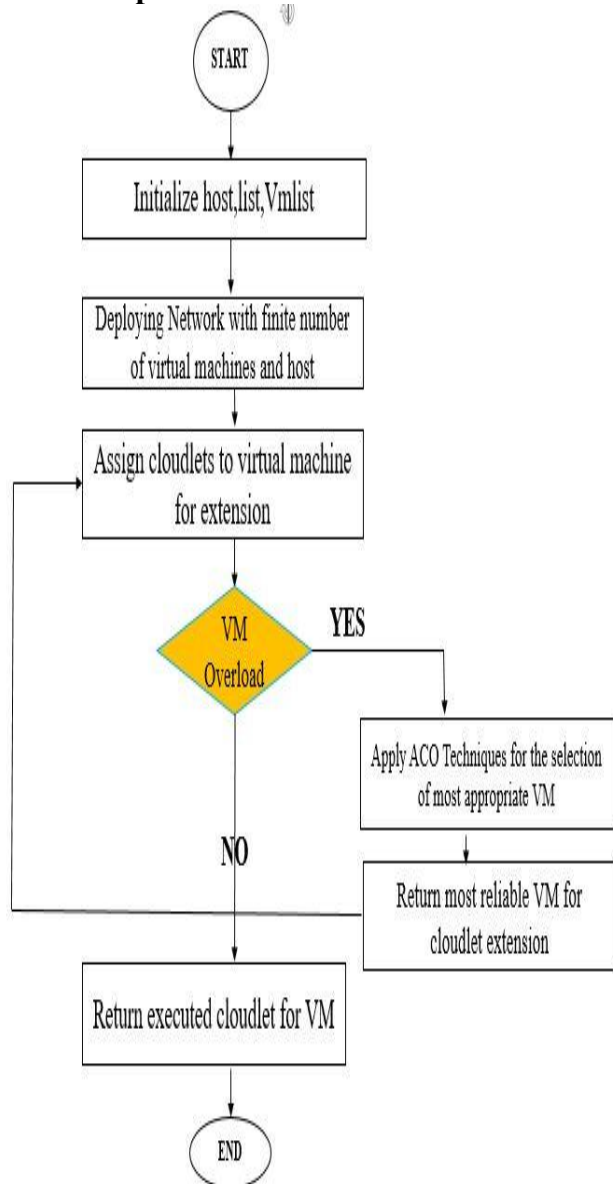 START
Initialize host,list,Vmlist
Deploying Network with finite number
of virtual machines and host
Assign cloudlets to virtual machine
for extension
VM
Overload
YES
Apply ACO Techniques for the selection
of most appropriate VM
NO
Return most reliable VM for
cloudlet extension
Return executed cloudlet for VM
END